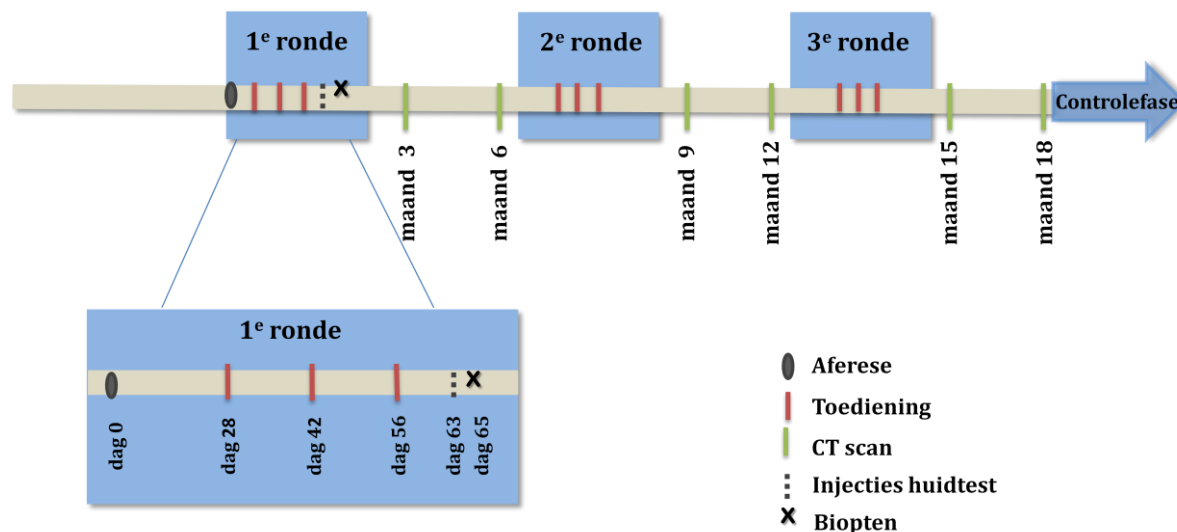 1e ronde
2e ronde
3e ronde
Controlefase
maand 3
maand 6
maand 9
maand 12
maand 15
maand 18
1e ronde
dag 0
dag 28
dag 42
dag 56
dag 63
dag 65
Aferese
Toediening
CT scan
Injecties huidtest
Biopten